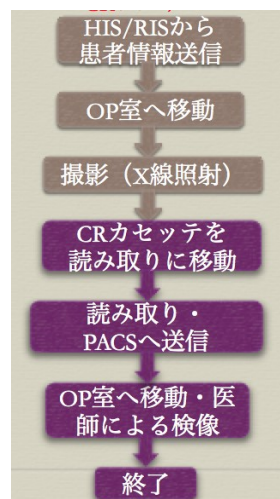 HIS/RISから
患者情報送信
OP室へ移動
撮影（X線照射）
CRカセッテを
読み取りに移動
読み取り・
PACSへ送信
OP室へ移動・医
師による検像
終了